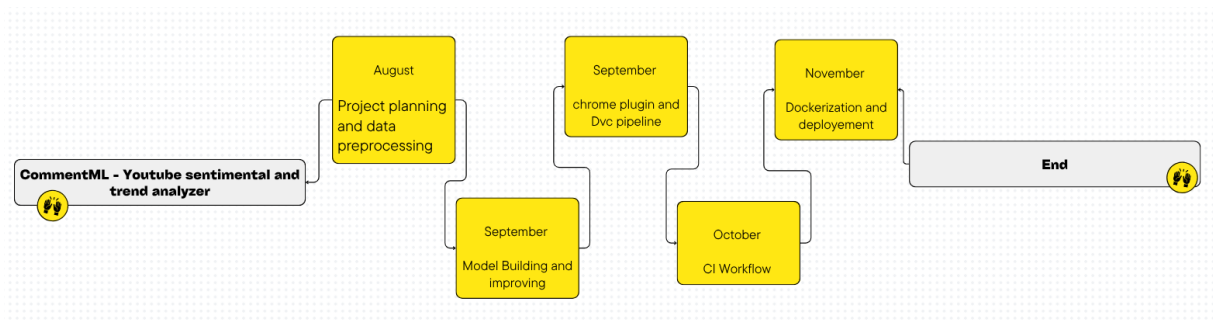 CommentML - Youtube sentimental and
trend analyzer
August
Project planning
and data
preprocessing
September
Model Building and
improving
September
chrome plugin and
Dvc pipeline
October
CI Workflow
November
Dockerization and
deployement
End